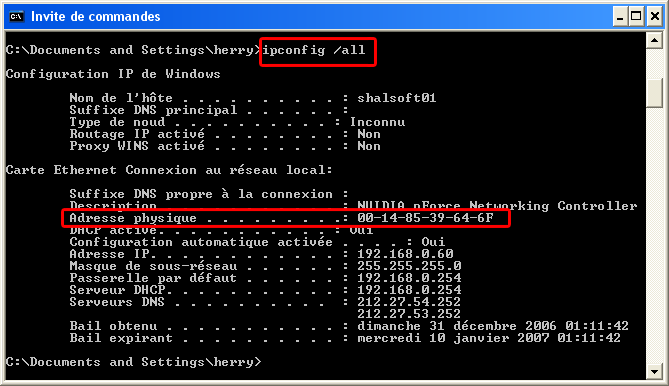 Invite de commandes
C:\Documents and Settings\herry>ipconfig /all
Configuration IP de Windows
Nom de l'hôte . . . . . . . . . . : shalsoft01
Suffixe DNS principal . . . . . . :
Type de noud . . . . . . . . . . : Inconnu
Routage IP activé . . . . . . . . : Non
Proxy WINS activé . . . . . . . . : Non
Carte Ethernet Connexion au réseau local:
Suffixe DNS propre à la connexion :
Description . . . . . . . . . . . : NVIDIA nForce Networking Controller
Adresse physique . . . . . . . . .: 00-14-85-39-64-6F
DHCP activé. . . . . . . . . . . : Oui
Configuration automatique activée . . . . : Oui
Adresse IP. . . . . . . . . . . . : 192.168.0.60
Masque de sous-réseau . . . . . . : 255.255.255.0
Passerelle par défaut . . . . . . : 192.168.0.254
Serveur DHCP. . . . . . . . . . . : 192.168.0.254
Serveurs DNS . . . . . . . . . . : 212.27.54.252
212.27.53.252
Bail obtenu . . . . . . . . . . . : dimanche 31 décembre 2006 01:11:42
Bail expirant . . . . . . . . . . : mercredi 10 janvier 2007 01:11:42
C:\Documents and Settings\herry>